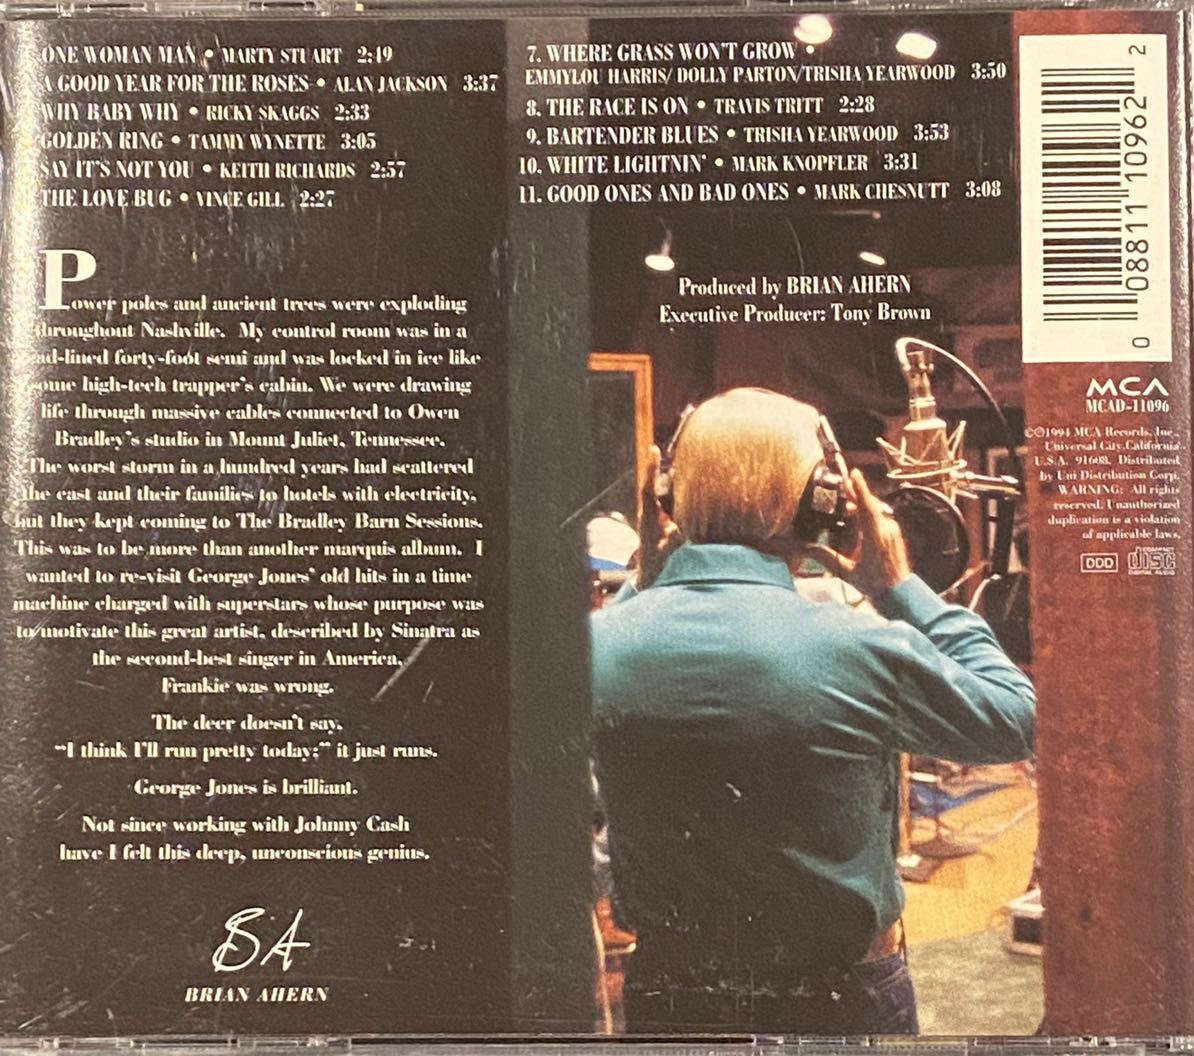 ONE WOMAN MAN • MARTY STUART 2:49
A GOOD YEAR FOR THE ROSES • ALAN JACKSON 3:37
WHY BABY WHY • RICKY SKAGGS 2:33
GOLDEN RING • TAMMY WYNETTE 3:05
SAY IT'S NOT YOU • KEITH RICHARDS 2:57
THE LOVE BUG • VINCE GILL 2:27
7. WHERE GRASS WON'T GROW •
EMMYLOU HARRIS/ DOLLY PARTON/TRISHA YEARWOOD 3:50
8. THE RACE IS ON • TRAVIS TRITT 2:28
9. BARTENDER BLUES • TRISHA YEARWOOD 3:53
10. WHITE LIGHTNIN' • MARK KNOPFLER 3:31
11. GOOD ONES AND BAD ONES • MARK CHESNUTT 3:08
Power poles and ancient trees were exploding
throughout Nashville. My control room was in a
lead-lined forty-foot semi and was locked in ice like
some high-tech trapper's cabin. We were drawing
life through massive cables connected to Owen
Bradley's studio in Mount Juliet, Tennessee.
The worst storm in a hundred years had scattered
the cast and their families to hotels with electricity,
but they kept coming to The Bradley Barn Sessions.
This was to be more than another marquis album. I
wanted to re-visit George Jones' old hits in a time
machine charged with superstars whose purpose was
to motivate this great artist, described by Sinatra as
the second-best singer in America.
Frankie was wrong.
The deer doesn't say,
"I think I'll run pretty today;" it just runs.
George Jones is brilliant.
Not since working with Johnny Cash
have I felt this deep, unconscious genius.
BA
BRIAN AHERN
Produced by BRIAN AHERN
Executive Producer: Tony Brown
0 08811 10962 2
MCA
MCAD-11096
©℗1994 MCA Records, Inc.,
Universal City, California
U.S.A. 91608. Distributed
by Uni Distribution Corp.
WARNING: All rights
reserved. Unauthorized
duplication is a violation
of applicable laws.
DDD
COMPACT
disc
DIGITAL AUDIO